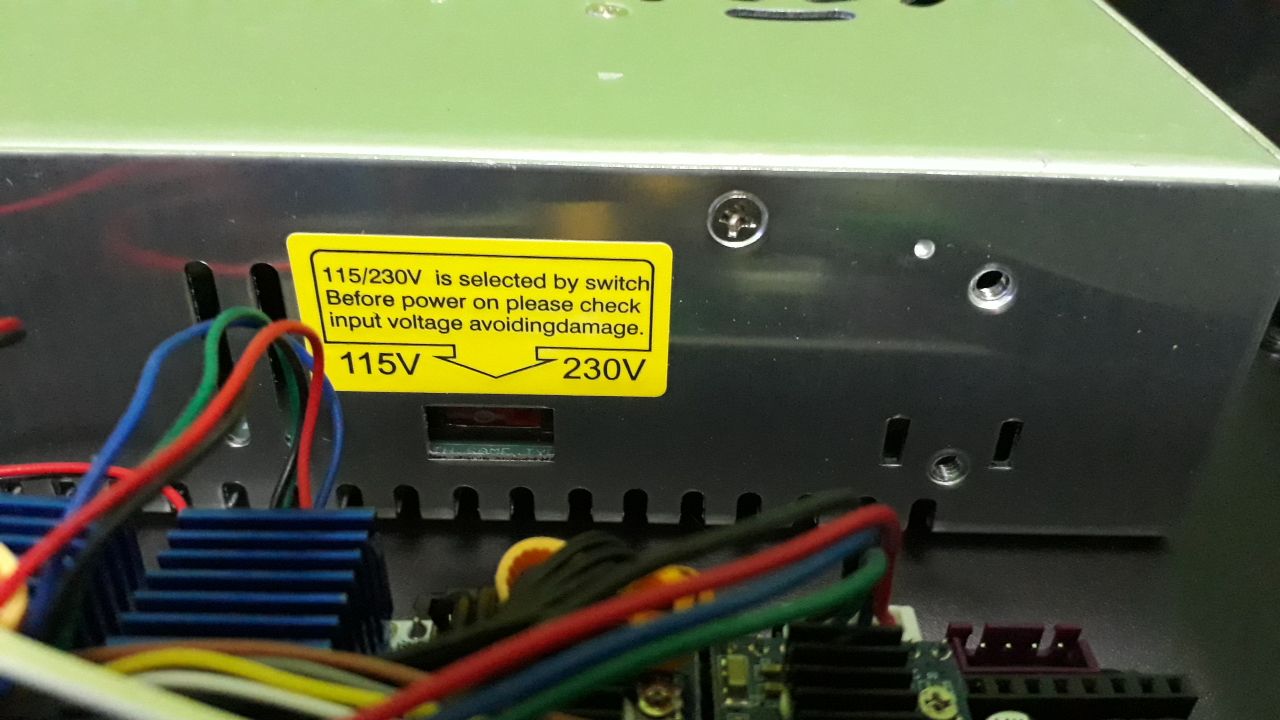 115/230V is selected by switch
Before power on please check
input voltage avoidingdamage.
115V 230V